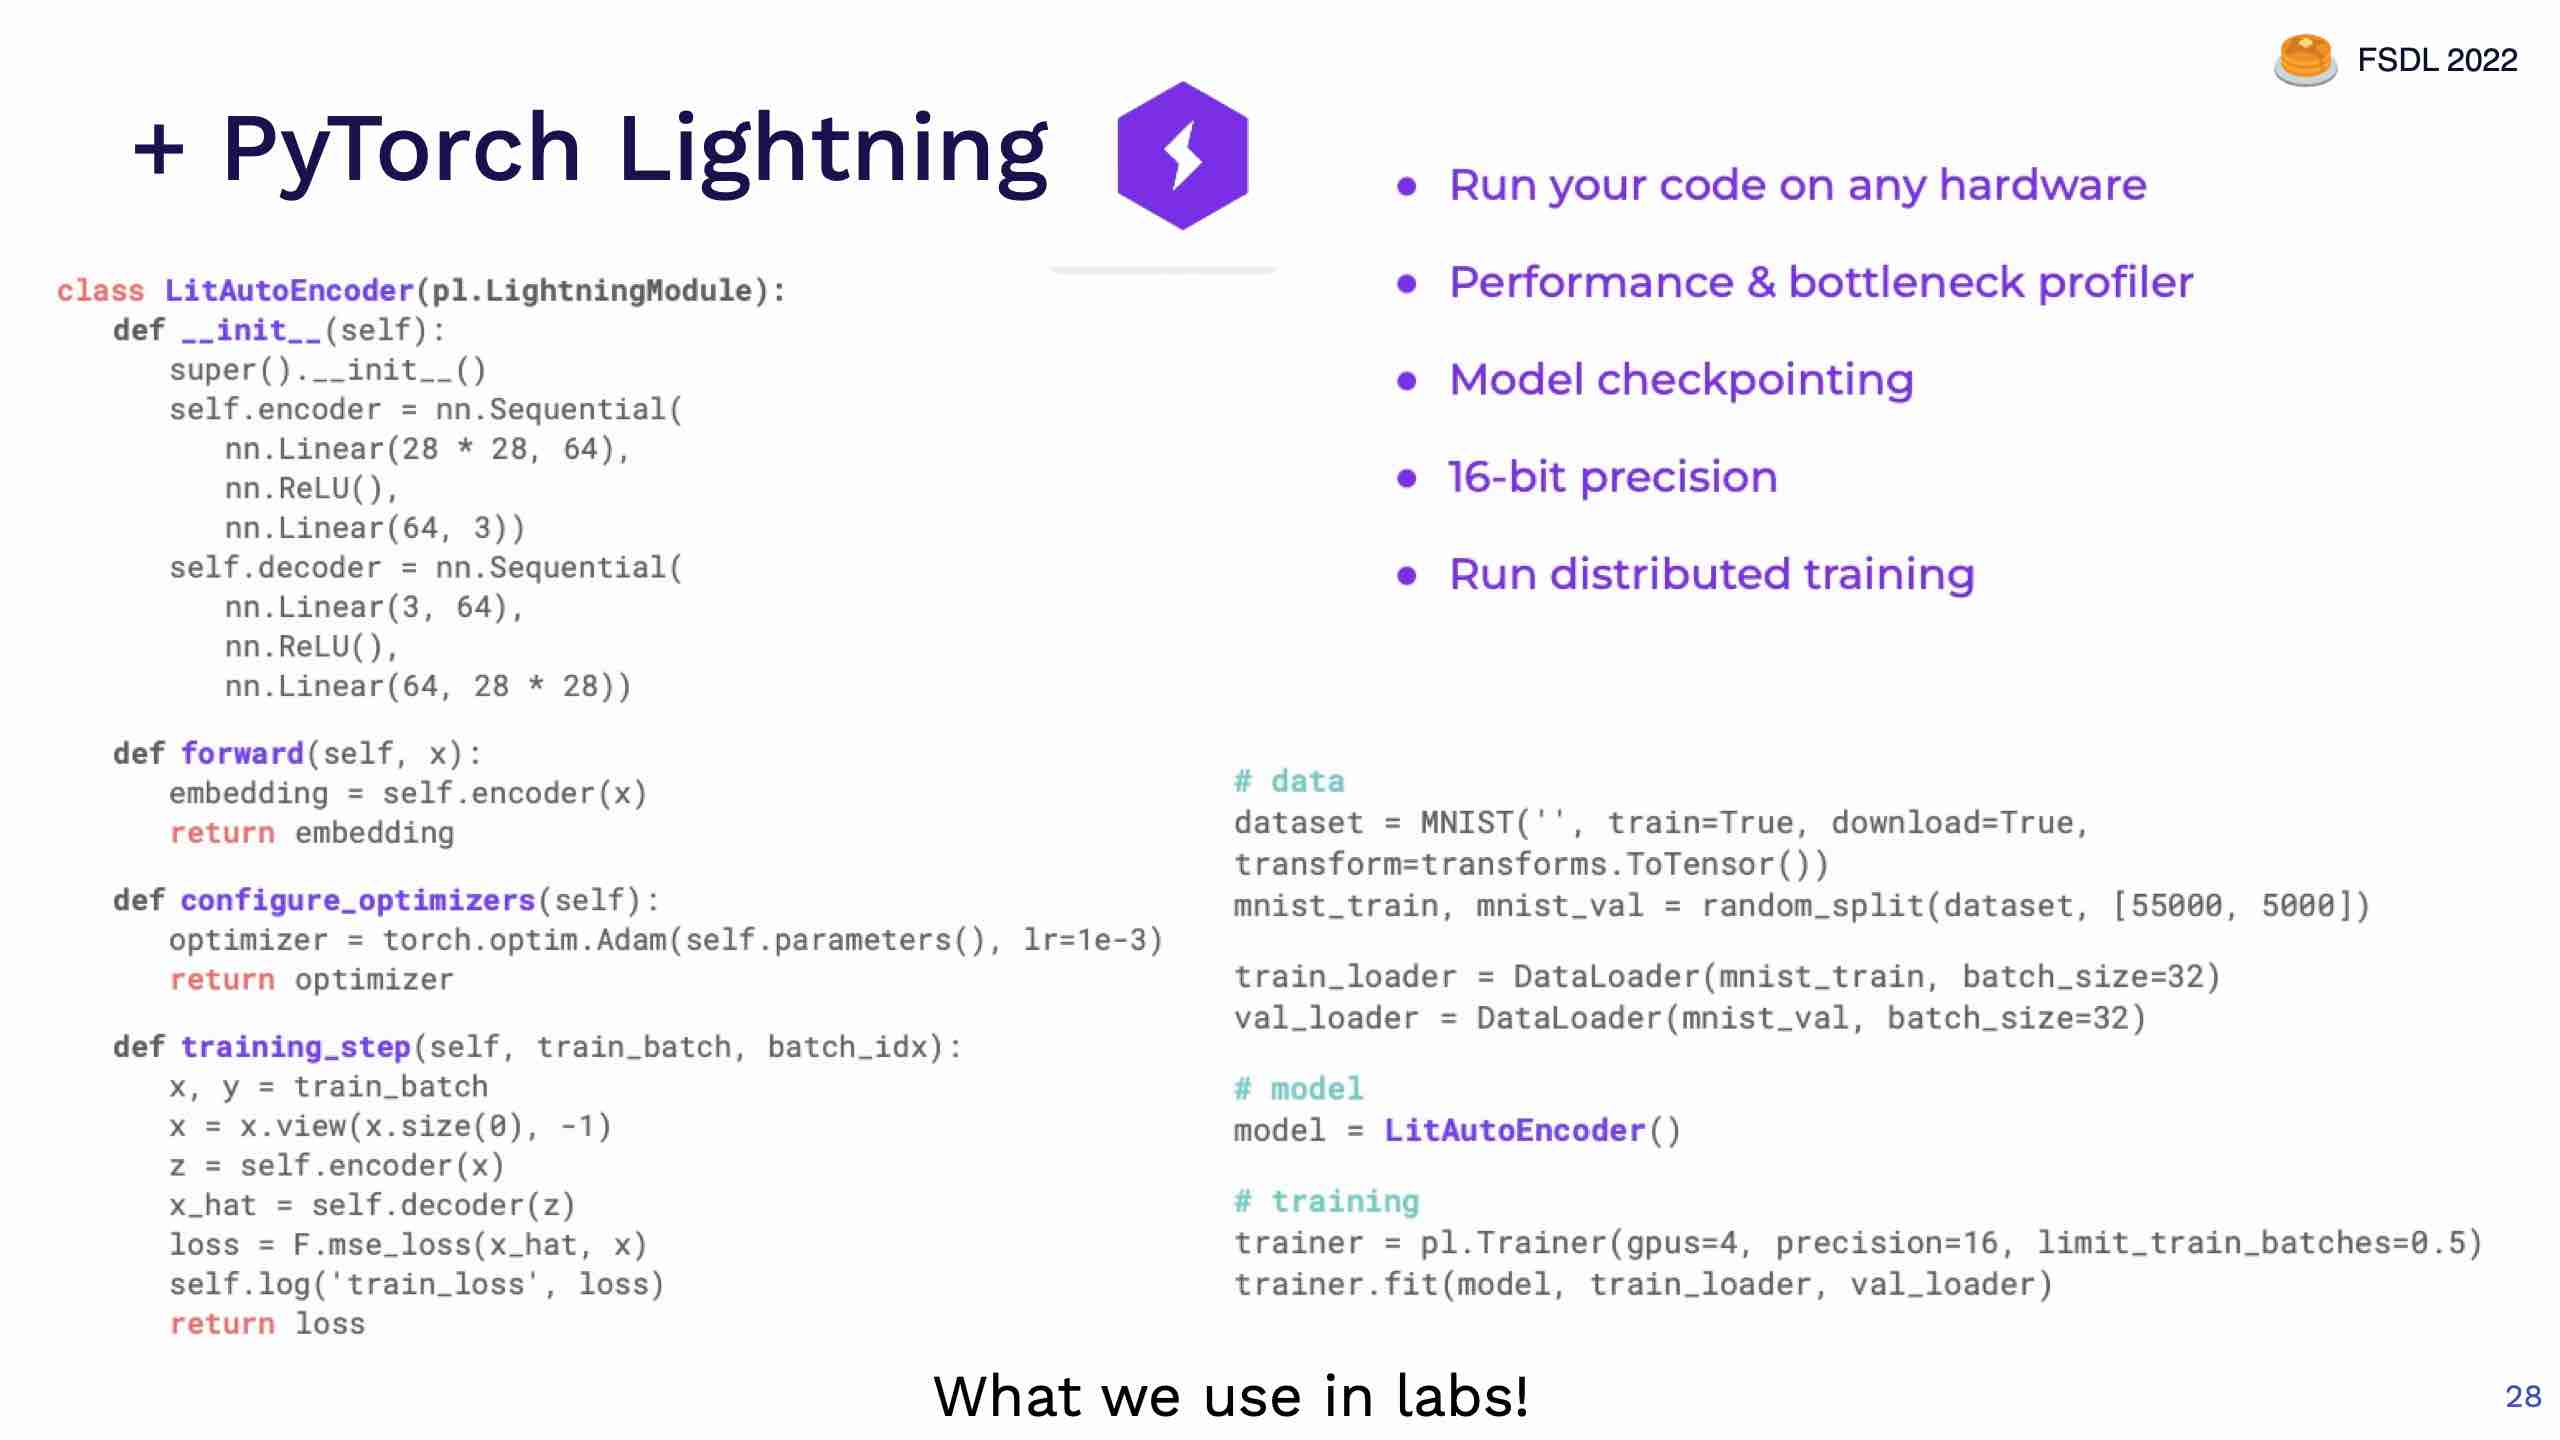 FSDL 2022
+ PyTorch Lightning
class LitAutoEncoder(pl.LightningModule):
def __init__(self):
super().__init__()
self.encoder = nn.Sequential(
nn.Linear(28 * 28, 64),
nn.ReLU(),
nn.Linear(64, 3))
self.decoder = nn.Sequential(
nn.Linear(3, 64),
nn.ReLU(),
nn.Linear(64, 28 * 28))
def forward(self, x):
embedding = self.encoder(x)
return embedding
def configure_optimizers(self):
optimizer = torch.optim.Adam(self.parameters(), lr=1e-3)
return optimizer
def training_step(self, train_batch, batch_idx):
x, y = train_batch
x = x.view(x.size(0), -1)
z = self.encoder(x)
x_hat = self.decoder(z)
loss = F.mse_loss(x_hat, x)
self.log('train_loss', loss)
return loss
• Run your code on any hardware
• Performance & bottleneck profiler
• Model checkpointing
• 16-bit precision
• Run distributed training
# data
dataset = MNIST('', train=True, download=True,
transform=transforms.ToTensor())
mnist_train, mnist_val = random_split(dataset, [55000, 5000])
train_loader = DataLoader(mnist_train, batch_size=32)
val_loader = DataLoader(mnist_val, batch_size=32)
# model
model = LitAutoEncoder()
# training
trainer = pl.Trainer(gpus=4, precision=16, limit_train_batches=0.5)
trainer.fit(model, train_loader, val_loader)
What we use in labs!
28